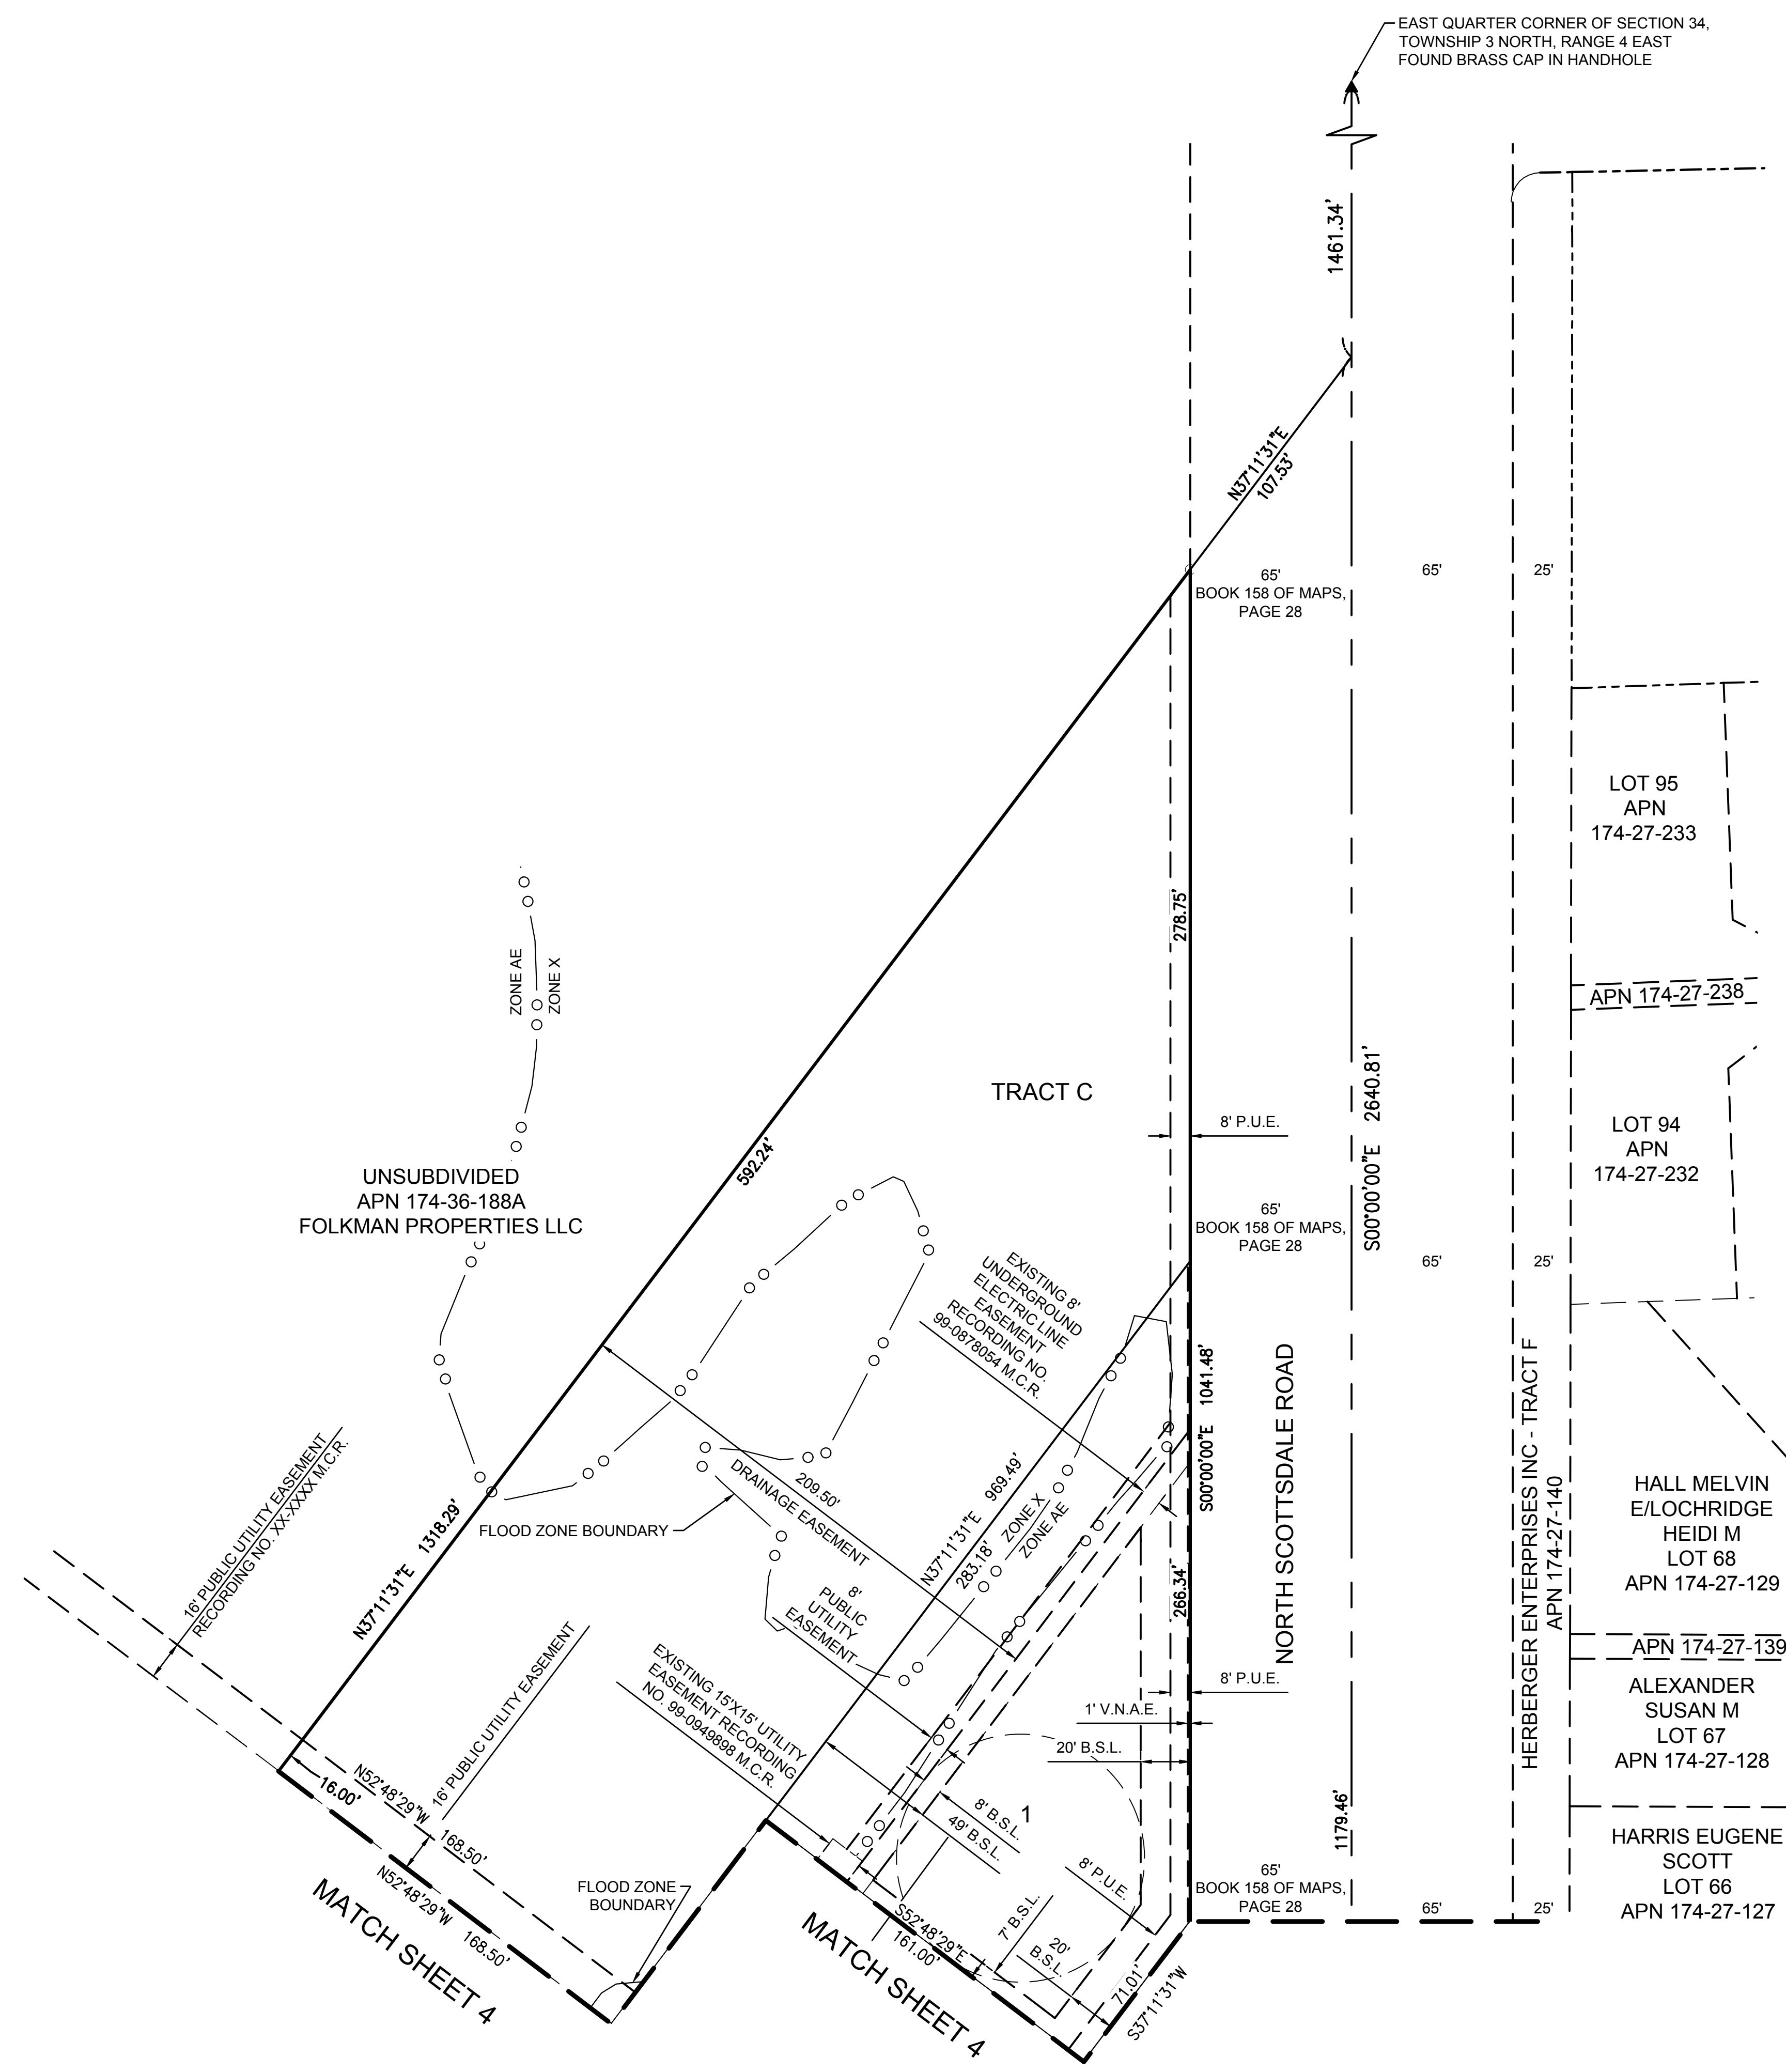 EAST QUARTER CORNER OF SECTION 34,
TOWNSHIP 3 NORTH, RANGE 4 EAST
FOUND BRASS CAP IN HANDHOLE
1461.34'
N37°11'31"E
107.53'
65'
BOOK 158 OF MAPS,
PAGE 28
65'
25'
LOT 95
APN
174-27-233
278.75'
ZONE AE
ZONE X
APN 174-27-238
TRACT C
S00°00'00"E 2640.81'
8' P.U.E.
LOT 94
APN
174-27-232
592.24'
UNSUBDIVIDED
APN 174-36-188A
FOLKMAN PROPERTIES LLC
65'
BOOK 158 OF MAPS,
PAGE 28
65'
25'
EXISTING 8'
UNDERGROUND
ELECTRIC LINE
EASEMENT
RECORDING NO.
99-0878054 M.C.R.
S00°00'00"E 1041.48'
NORTH SCOTTSDALE ROAD
HERBERGER ENTERPRISES INC - TRACT F
APN 174-27-140
16' PUBLIC UTILITY EASEMENT
RECORDING NO. XX-XXXX M.C.R.
N37°11'31"E 1318.29'
209.50'
DRAINAGE EASEMENT
FLOOD ZONE BOUNDARY
N37°11'31"E 969.49'
283.18'
ZONE X
ZONE AE
HALL MELVIN
E/LOCHRIDGE
HEIDI M
LOT 68
APN 174-27-129
266.34'
8'
PUBLIC
UTILITY
EASEMENT
APN 174-27-139
EXISTING 15'X15' UTILITY
EASEMENT RECORDING
NO. 99-0949898 M.C.R.
16' PUBLIC UTILITY EASEMENT
8' P.U.E.
1' V.N.A.E.
20' B.S.L.
ALEXANDER
SUSAN M
LOT 67
APN 174-27-128
16.00'
N52°48'29"W
168.50'
8' B.S.L.
49' B.S.L.
1
1179.46'
HARRIS EUGENE
SCOTT
LOT 66
APN 174-27-127
N52°48'29"W
168.50'
MATCH SHEET 4
FLOOD ZONE
BOUNDARY
8' P.U.E.
65'
BOOK 158 OF MAPS,
PAGE 28
65'
25'
S52°48'29"E
161.00'
7' B.S.L.
20'
B.S.L.
71.01'
S37°11'31"W
MATCH SHEET 4